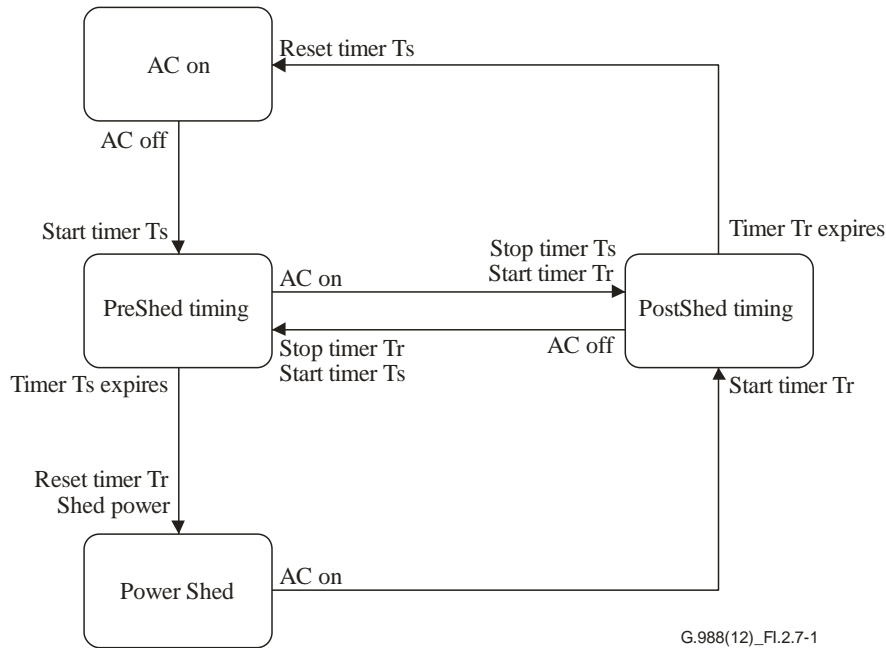 Reset timer Ts
AC on
AC off
Start timer Ts
Timer Tr expires
Stop timer Ts
Start timer Tr
AC on
PreShed timing
PostShed timing
Stop timer Tr
Start timer Ts
AC off
Timer Ts expires
Start timer Tr
Reset timer Tr
Shed power
Power Shed
AC on
G.988(12)_FI.2.7-1